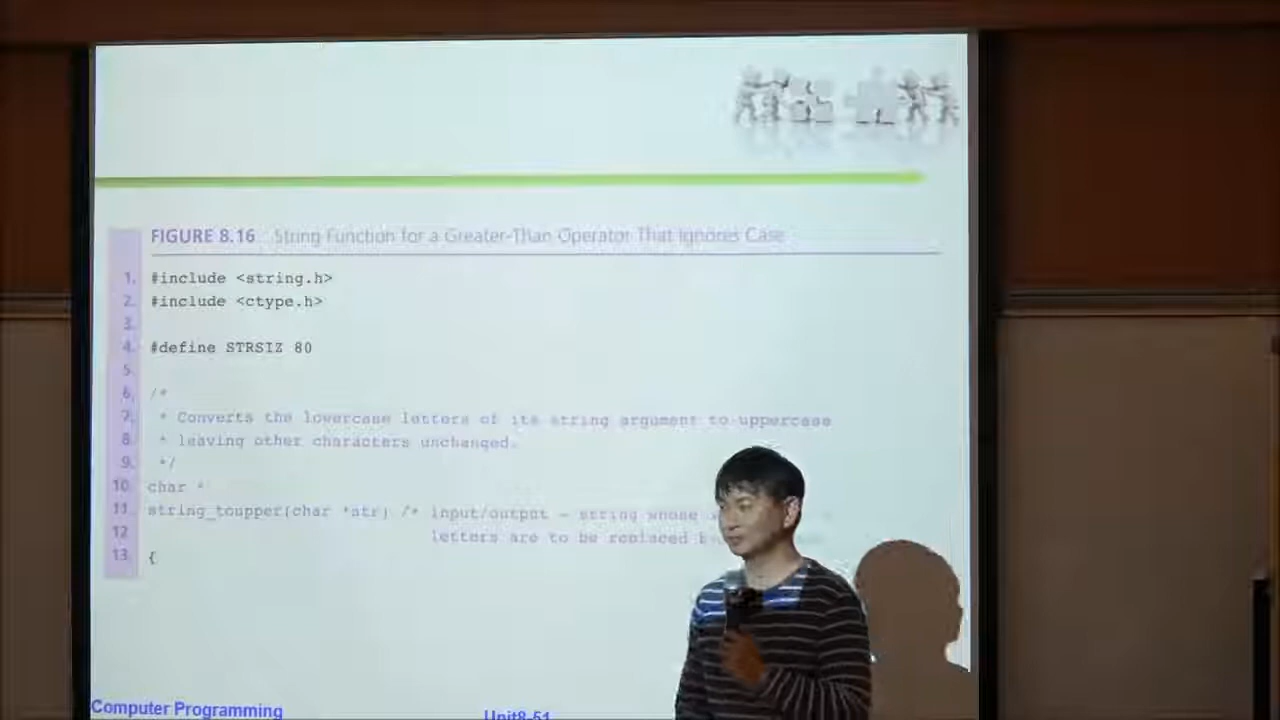 FIGURE 8.16 String Function for a Greater-Than Operator That Ignores Case
1. #include <string.h>
2. #include <ctype.h>
3.
4. #define STRSIZ 80
5.
6. /*
7. * Converts the lowercase letters of its string argument to uppercase
8. * leaving other characters unchanged.
9. */
10. char *
11. string_toupper(char *str) /* input/output - string whose
12. letters are to be replaced
13. {
Computer Programming
Unit8-51